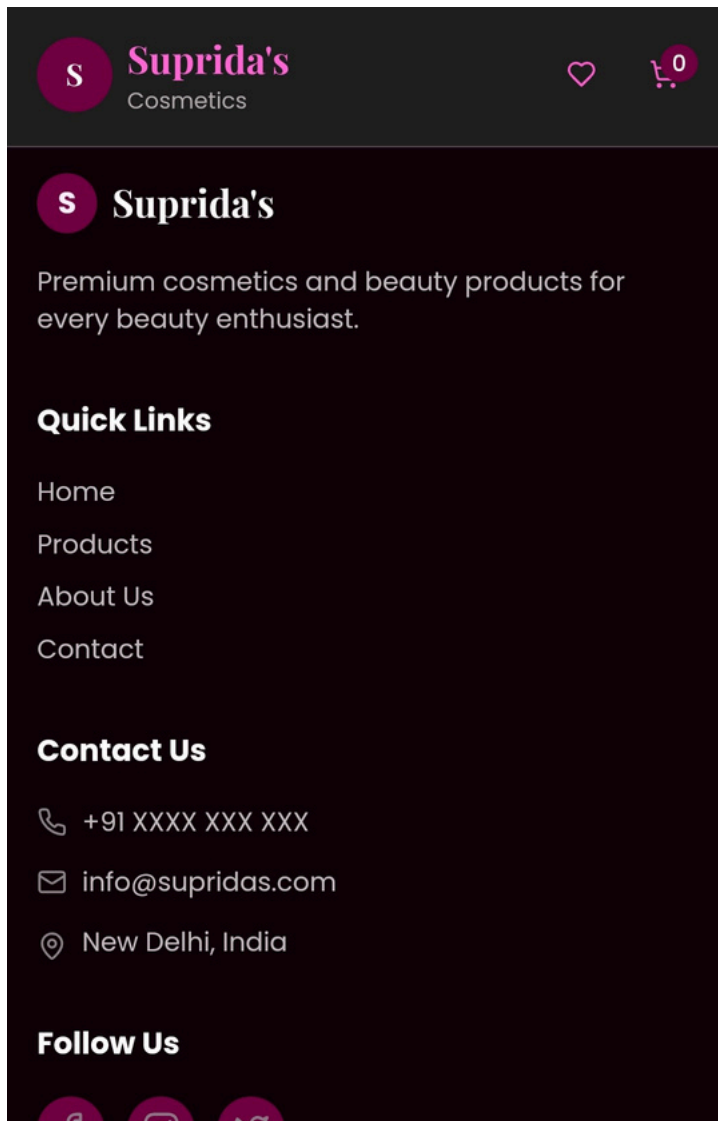 S
Suprida's
Cosmetics
0
S
Suprida's
Premium cosmetics and beauty products for
every beauty enthusiast.
Quick Links
Home
Products
About Us
Contact
Contact Us
+91 XXXX XXX XXX
info@supridas.com
New Delhi, India
Follow Us